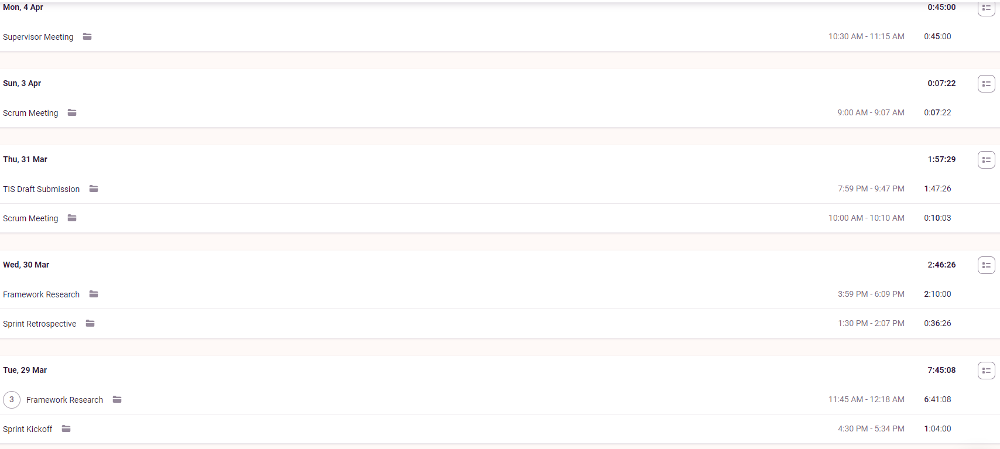 Mon, 4 Apr 0:45:00
Supervisor Meeting 10:30 AM - 11:15 AM 0:45:00
Sun, 3 Apr 0:07:22
Scrum Meeting 9:00 AM - 9:07 AM 0:07:22
Thu, 31 Mar 1:57:29
TIS Draft Submission 7:59 PM - 9:47 PM 1:47:26
Scrum Meeting 10:00 AM - 10:10 AM 0:10:03
Wed, 30 Mar 2:46:26
Framework Research 3:59 PM - 6:09 PM 2:10:00
Sprint Retrospective 1:30 PM - 2:07 PM 0:36:26
Tue, 29 Mar 7:45:08
3 Framework Research 11:45 AM - 12:18 AM 6:41:08
Sprint Kickoff 4:30 PM - 5:34 PM 1:04:00